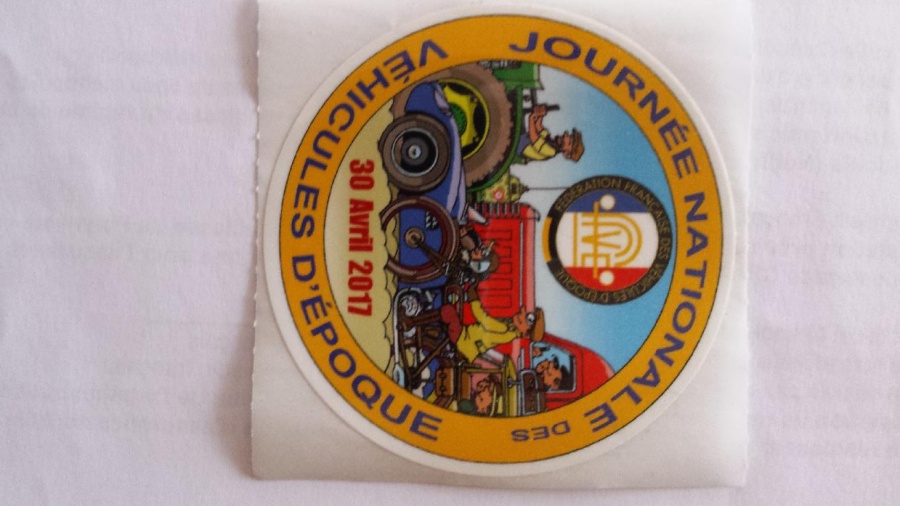 JOURNÉE NATIONALE DES
VÉHICULES D'ÉPOQUE
FÉDÉRATION FRANÇAISE DES VÉHICULES D'ÉPOQUE
30 Avril 2017